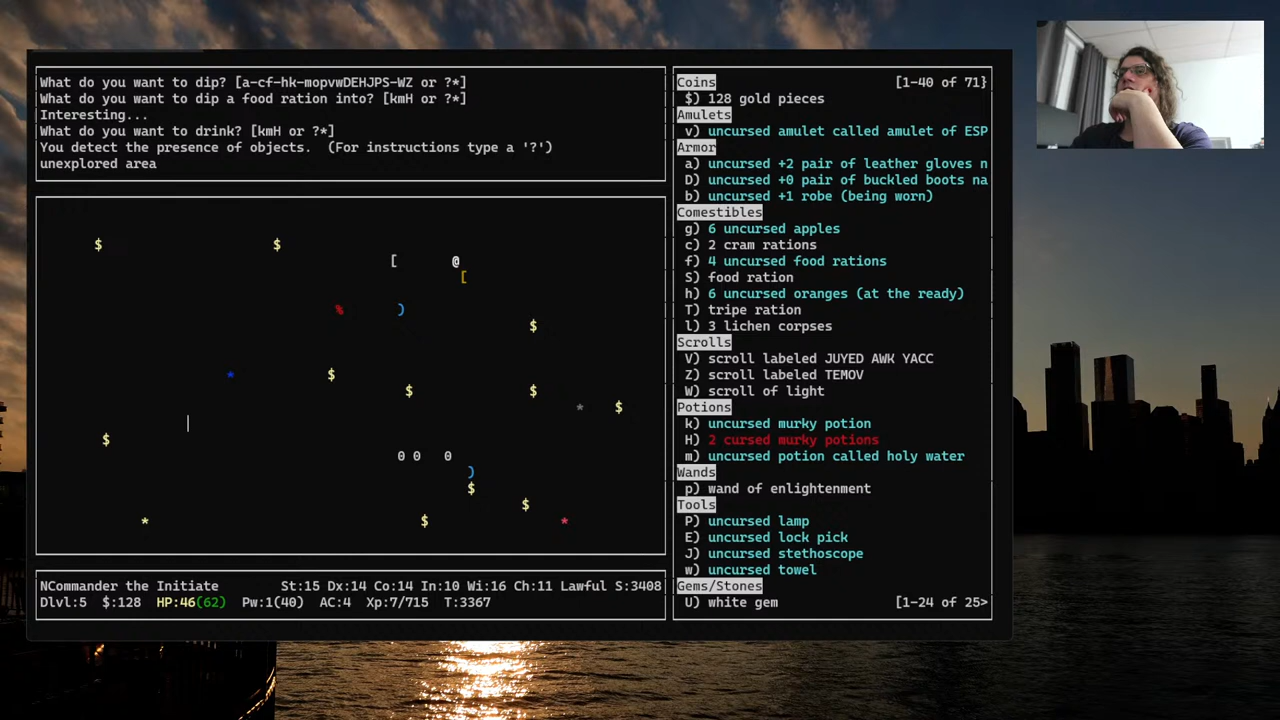 What do you want to dip? [a-cf-hk-mopvwDEHJPS-WZ or ?*]
What do you want to dip a food ration into? [kmH or ?*]
Interesting...
What do you want to drink? [kmH or ?*]
You detect the presence of objects.  (For instructions type a '?')
unexplored area
$ $ [ @
[
% )
$
* $ $ $
* $
$
0 0 0
)
$
$
* $ *
NCommander the Initiate St:15 Dx:14 Co:14 In:10 Wi:16 Ch:11 Lawful S:3408
Dlvl:5 $:128 HP:46(62) Pw:1(40) AC:4 Xp:7/715 T:3367
Coins [1-40 of 71}
$) 128 gold pieces
Amulets
v) uncursed amulet called amulet of ESP
Armor
a) uncursed +2 pair of leather gloves n
D) uncursed +0 pair of buckled boots na
b) uncursed +1 robe (being worn)
Comestibles
g) 6 uncursed apples
c) 2 cram rations
f) 4 uncursed food rations
S) food ration
h) 6 uncursed oranges (at the ready)
T) tripe ration
l) 3 lichen corpses
Scrolls
V) scroll labeled JUYED AWK YACC
Z) scroll labeled TEMOV
W) scroll of light
Potions
k) uncursed murky potion
H) 2 cursed murky potions
m) uncursed potion called holy water
Wands
p) wand of enlightenment
Tools
P) uncursed lamp
E) uncursed lock pick
J) uncursed stethoscope
w) uncursed towel
Gems/Stones
U) white gem [1-24 of 25>